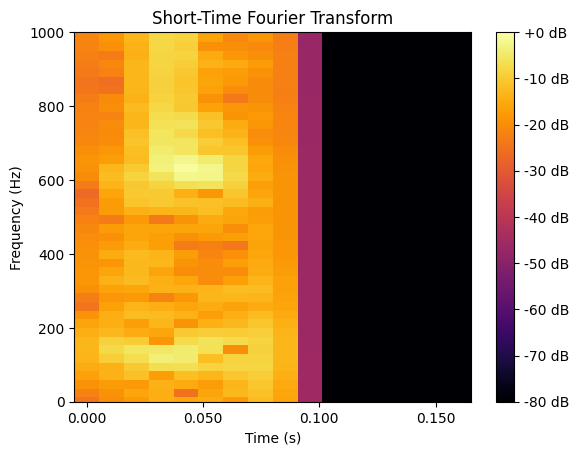 Short-Time Fourier Transform
Frequency (Hz)
1000
800
600
400
200
0
0.000
0.050
0.100
0.150
Time (s)
+0 dB
-10 dB
-20 dB
-30 dB
-40 dB
-50 dB
-60 dB
-70 dB
-80 dB